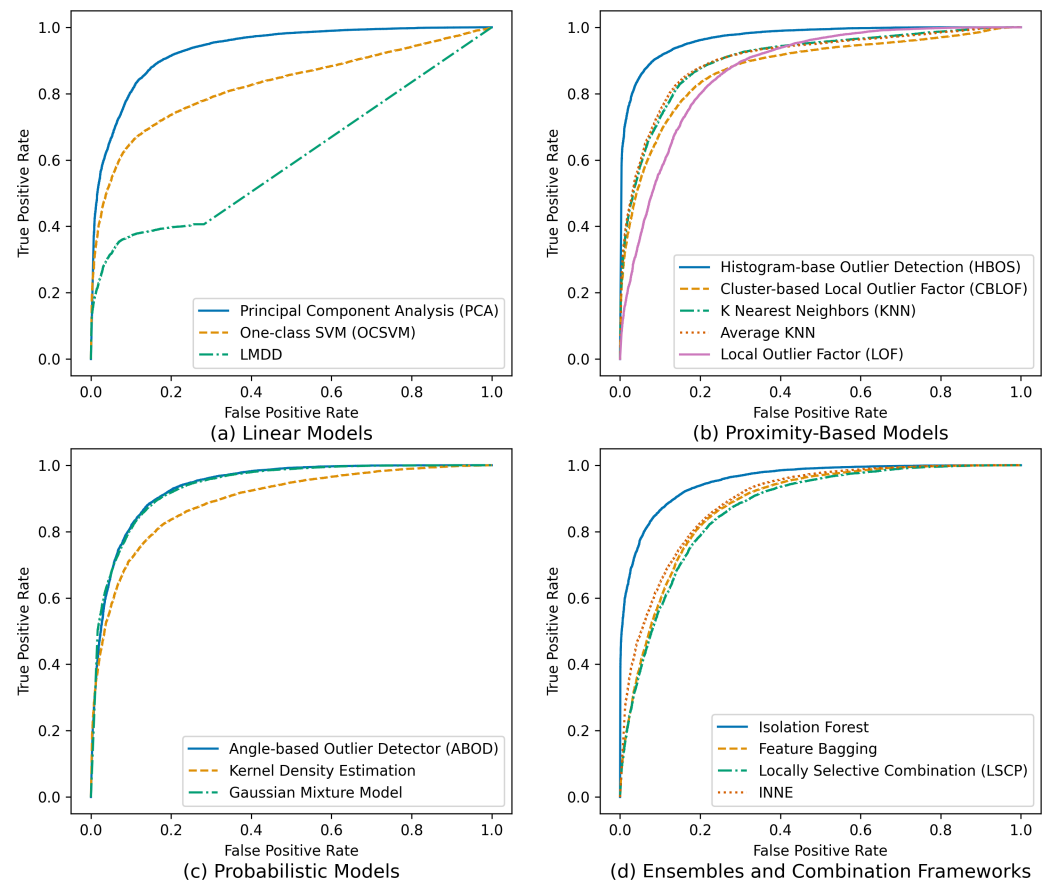 1.0
0.8
0.6
0.4
0.2
0.0
True Positive Rate
Principal Component Analysis (PCA)
One-class SVM (OCSVM)
LMDD
0.0 0.2 0.4 0.6 0.8 1.0
False Positive Rate
(a) Linear Models
1.0
0.8
0.6
0.4
0.2
0.0
True Positive Rate
Histogram-base Outlier Detection (HBOS)
Cluster-based Local Outlier Factor (CBLOF)
K Nearest Neighbors (KNN)
Average KNN
Local Outlier Factor (LOF)
0.0 0.2 0.4 0.6 0.8 1.0
False Positive Rate
(b) Proximity-Based Models
1.0
0.8
0.6
0.4
0.2
0.0
True Positive Rate
Angle-based Outlier Detector (ABOD)
Kernel Density Estimation
Gaussian Mixture Model
0.0 0.2 0.4 0.6 0.8 1.0
False Positive Rate
(c) Probabilistic Models
1.0
0.8
0.6
0.4
0.2
0.0
True Positive Rate
Isolation Forest
Feature Bagging
Locally Selective Combination (LSCP)
INNE
0.0 0.2 0.4 0.6 0.8 1.0
False Positive Rate
(d) Ensembles and Combination Frameworks